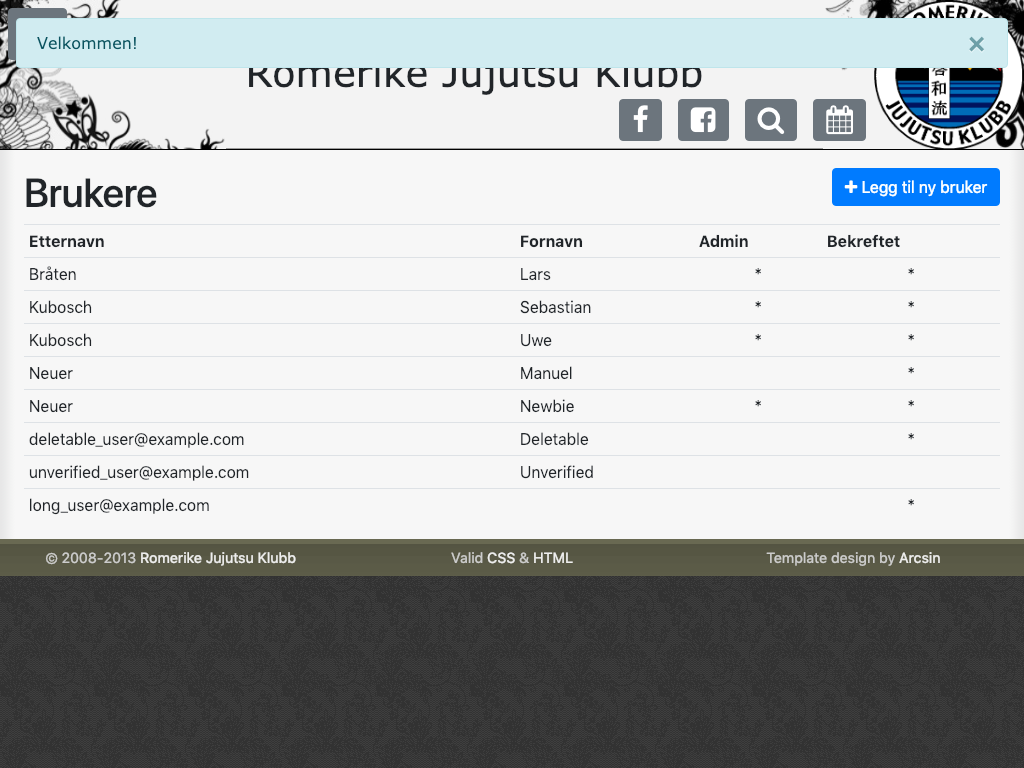 Velkommen!
×
Romerike Jujutsu Klubb
ROMERIKE
和
流
JUJUTSU KLUBB
Brukere
Legg til ny bruker
Etternavn Fornavn Admin Bekreftet
Bråten Lars * *
Kubosch Sebastian * *
Kubosch Uwe * *
Neuer Manuel *
Neuer Newbie * *
deletable_user@example.com Deletable *
unverified_user@example.com Unverified
long_user@example.com *
© 2008-2013 Romerike Jujutsu Klubb Valid CSS & HTML Template design by Arcsin